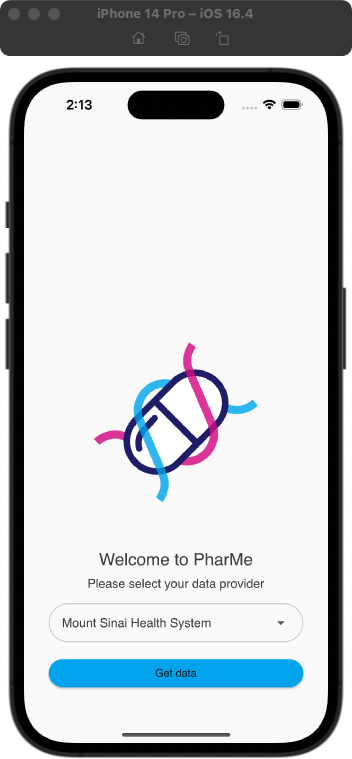 iPhone 14 Pro – iOS 16.4
2:13
Welcome to PharMe
Please select your data provider
Mount Sinai Health System
Get data